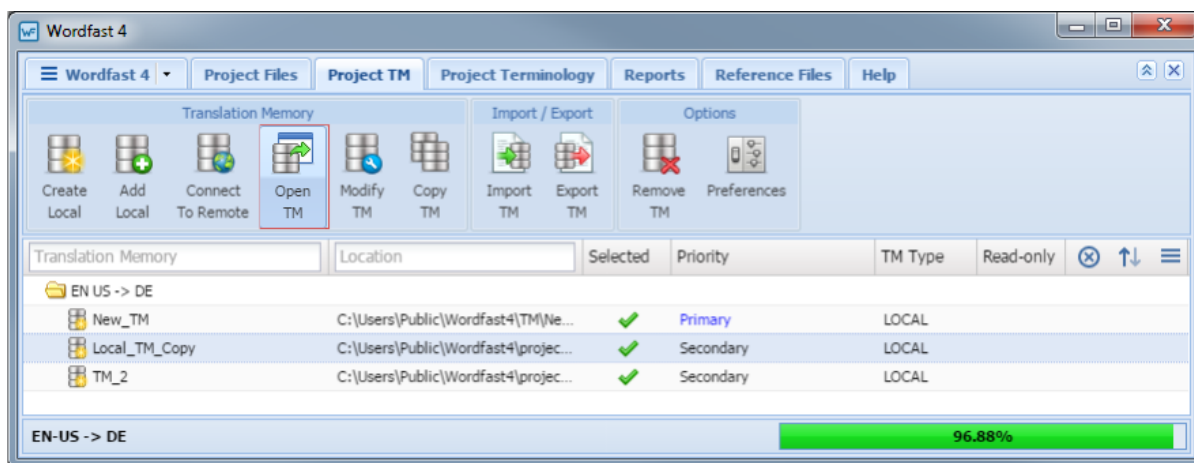 Wordfast 4
Wordfast 4 Project Files Project TM Project Terminology Reports Reference Files Help
Translation Memory Import / Export Options
Create Local Add Local Connect To Remote Open TM Modify TM Copy TM Import TM Export TM Remove TM Preferences
Translation Memory Location Selected Priority TM Type Read-only
EN US -> DE
New_TM C:\Users\Public\Wordfast4\TM\Ne... Primary LOCAL
Local_TM_Copy C:\Users\Public\Wordfast4\projec... Secondary LOCAL
TM_2 C:\Users\Public\Wordfast4\projec... Secondary LOCAL
EN-US -> DE 96.88%